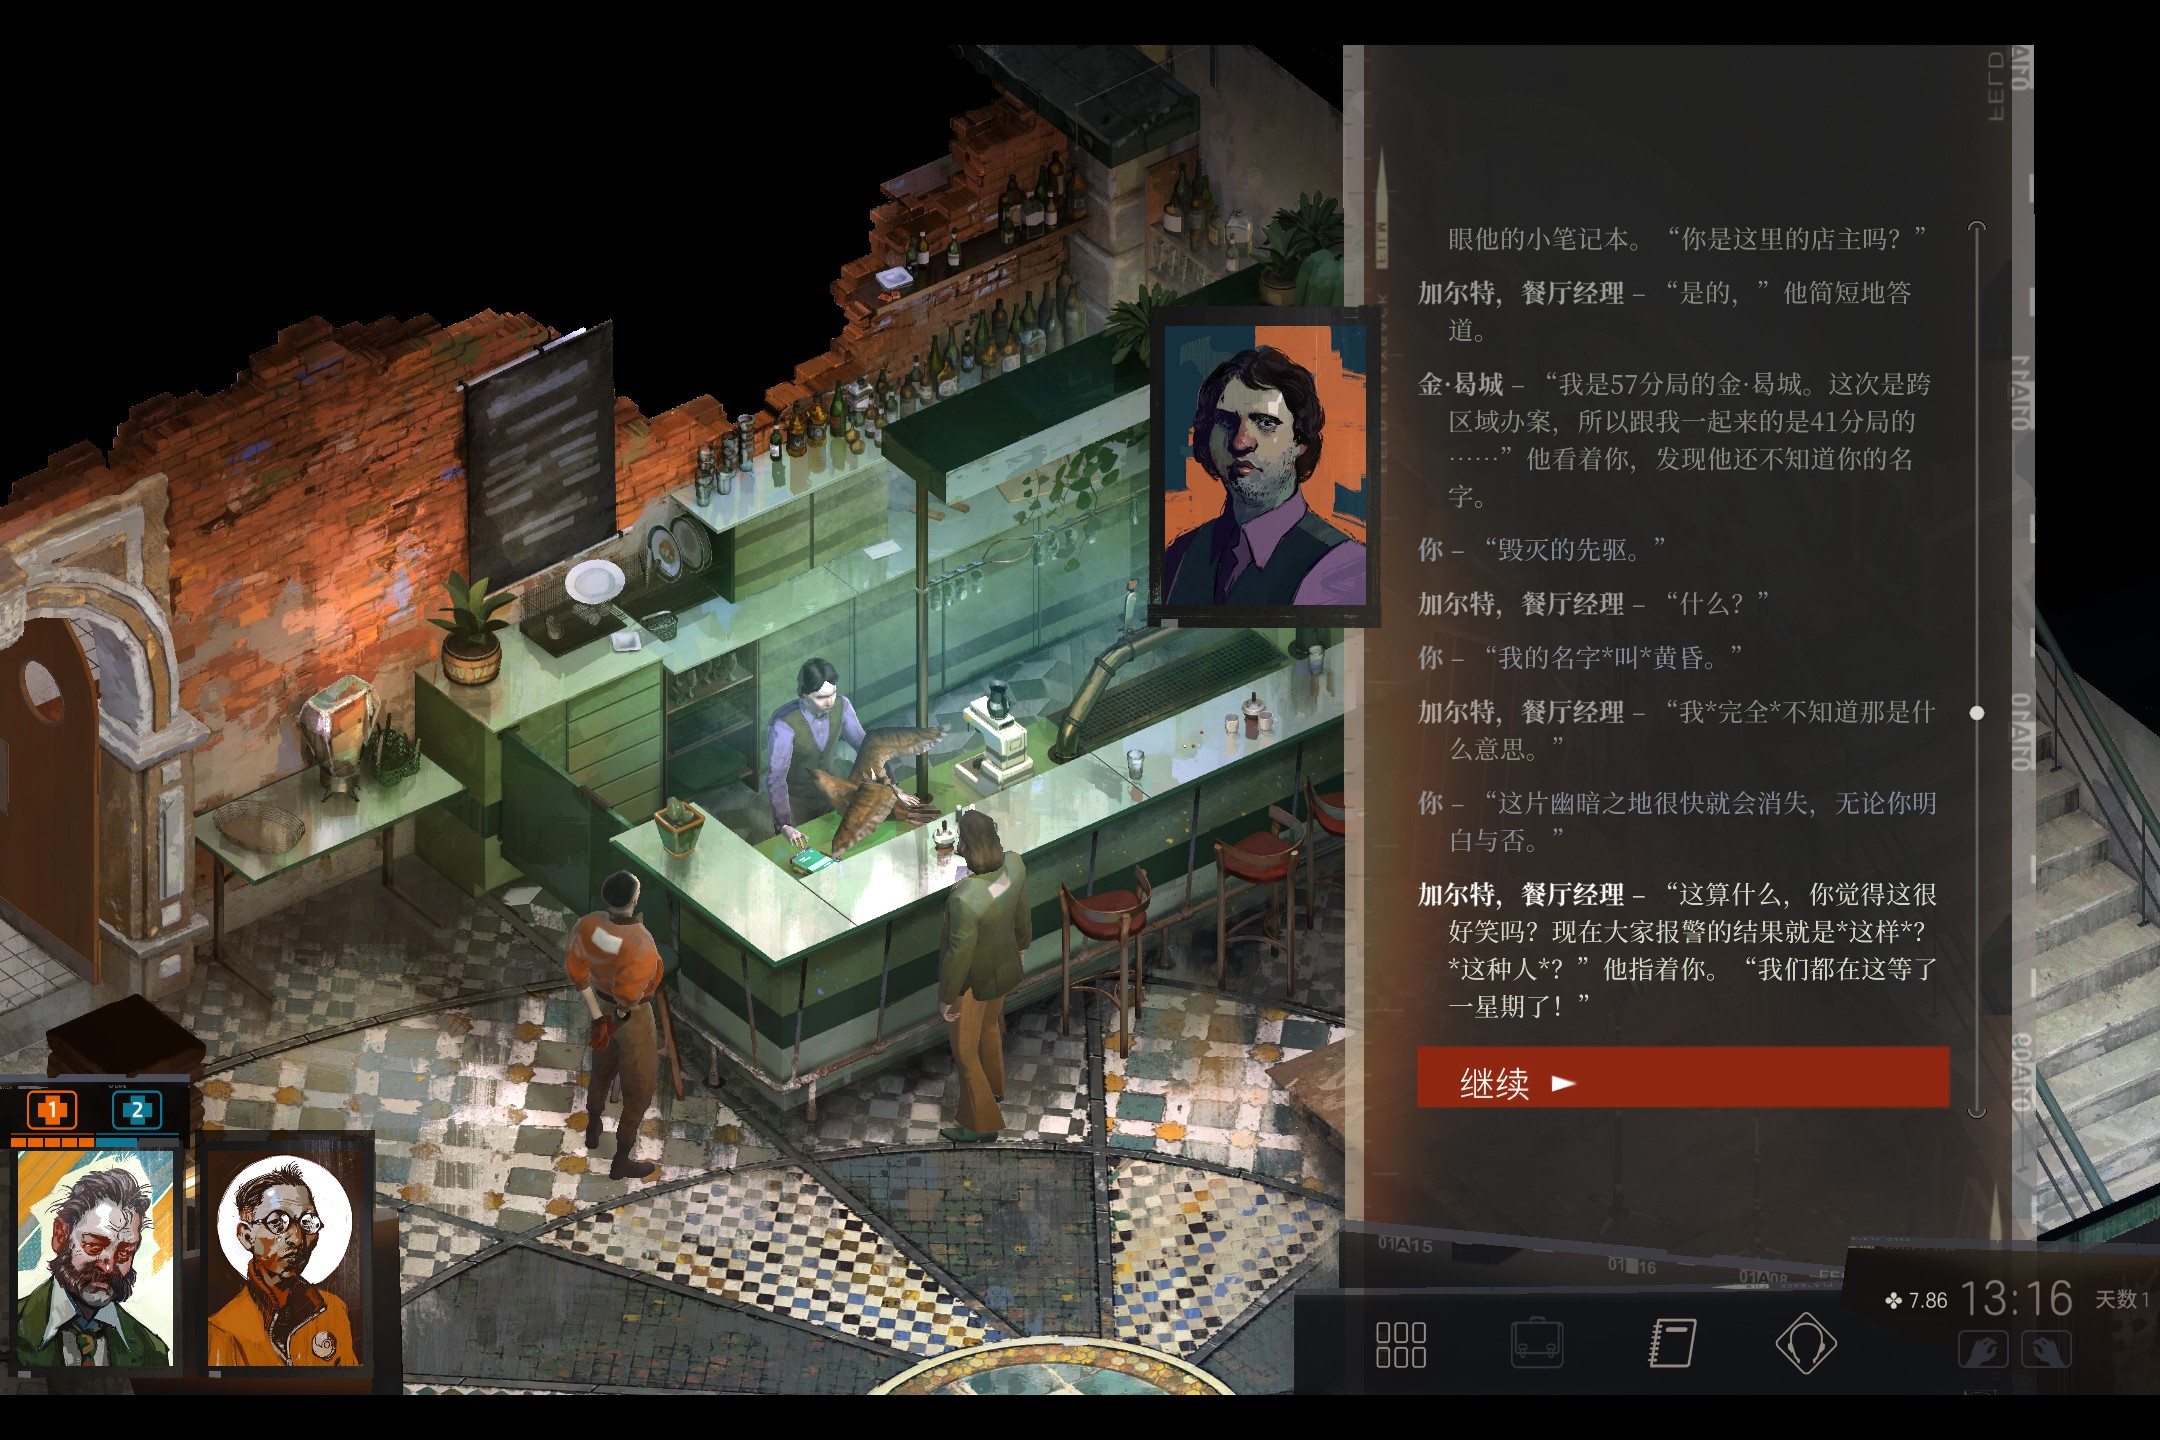 眼他的小笔记本。“你是这里的店主吗？”
加尔特，餐厅经理 – “是的，”他简短地答
道。
金·曷城 – “我是57分局的金·曷城。这次是跨
区域办案，所以跟我一起来的是41分局的
……”他看着你，发现他还不知道你的名
字。
你 – “毁灭的先驱。”
加尔特，餐厅经理 – “什么？”
你 – “我的名字*叫*黄昏。”
加尔特，餐厅经理 – “我*完全*不知道那是什
么意思。”
你 – “这片幽暗之地很快就会消失，无论你明
白与否。”
加尔特，餐厅经理 – “这算什么，你觉得这很
好笑吗？现在大家报警的结果就是*这样*？
*这种人*？”他指着你。“我们都在这等了
一星期了！”
继续
1
2
01A15
01A08
7.86
13:16
天数1